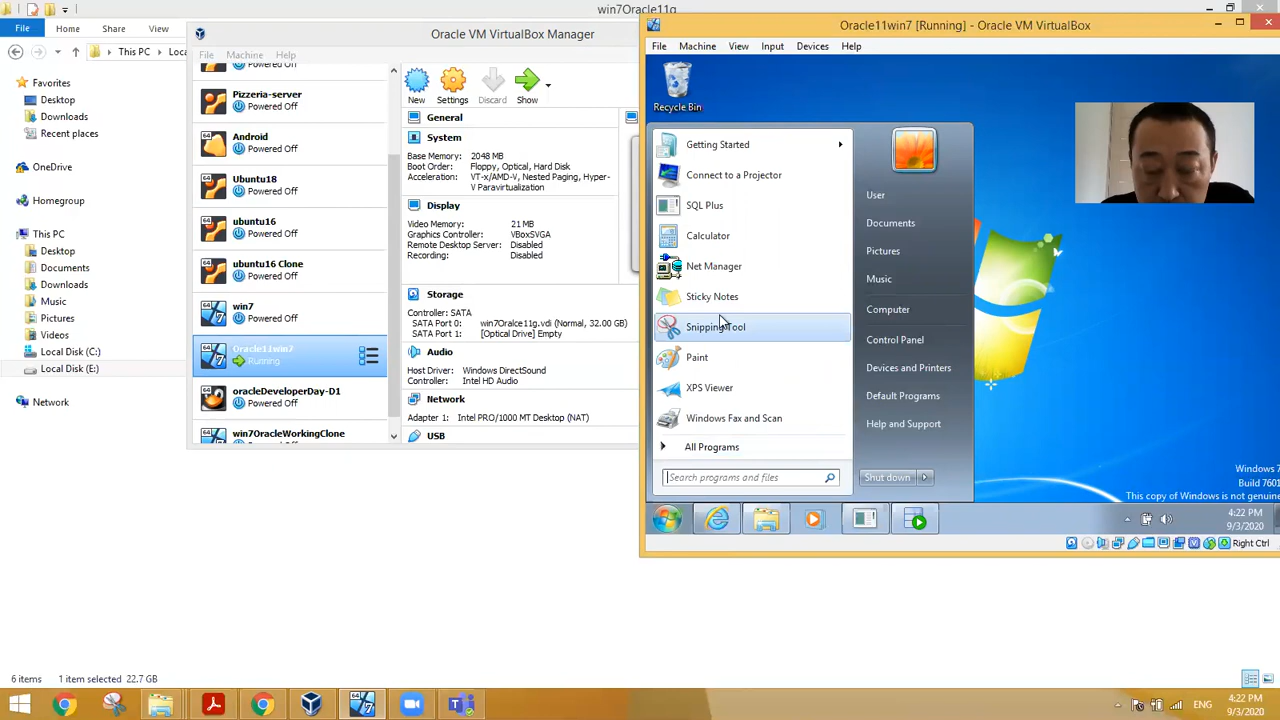 win7Oracle11g
File Home Share View
This PC Loca
Favorites
Desktop
Downloads
Recent places
OneDrive
Homegroup
This PC
Desktop
Documents
Downloads
Music
Pictures
Videos
Local Disk (C:)
Local Disk (E:)
Network
6 items 1 item selected 22.7 GB
Oracle VM VirtualBox Manager
File Machine Help
Powered Off
Pizzeria-server
Powered Off
Android
Powered Off
Ubuntu18
Powered Off
ubuntu16
Powered Off
ubuntu16 Clone
Powered Off
win7
Powered Off
Oracle11win7
Running
oracleDeveloperDay-D1
Powered Off
win7OracleWorkingClone
Powered Off
New Settings Discard Show
General
System
Base Memory: 2048 MB
Boot Order: Floppy, Optical, Hard Disk
Acceleration: VT-x/AMD-V, Nested Paging, Hyper-
V Paravirtualization
Display
Video Memory: 21 MB
Graphics Controller: VBoxSVGA
Remote Desktop Server: Disabled
Recording: Disabled
Storage
Controller: SATA
SATA Port 0: win7Oralce11g.vdi (Normal, 32.00 GB)
SATA Port 1: [Optical Drive] Empty
Audio
Host Driver: Windows DirectSound
Controller: Intel HD Audio
Network
Adapter 1: Intel PRO/1000 MT Desktop (NAT)
USB
Oracle11win7 [Running] - Oracle VM VirtualBox
File Machine View Input Devices Help
Recycle Bin
Getting Started
Connect to a Projector
SQL Plus
Calculator
Net Manager
Sticky Notes
Snipping Tool
Paint
XPS Viewer
Windows Fax and Scan
All Programs
Search programs and files
User
Documents
Pictures
Music
Computer
Control Panel
Devices and Printers
Default Programs
Help and Support
Shut down
Windows 7
Build 7601
This copy of Windows is not genuine
4:22 PM
9/3/2020
Right Ctrl
ENG
4:22 PM
9/3/2020